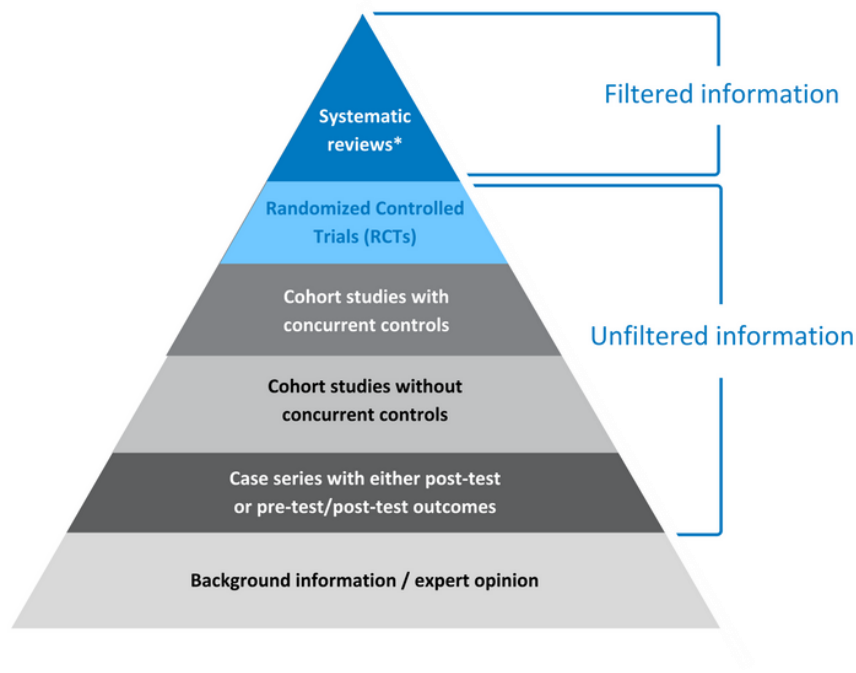 Systematic
reviews*
Filtered information
Randomized Controlled
Trials (RCTs)
Cohort studies with
concurrent controls
Unfiltered information
Cohort studies without
concurrent controls
Case series with either post-test
or pre-test/post-test outcomes
Background information / expert opinion